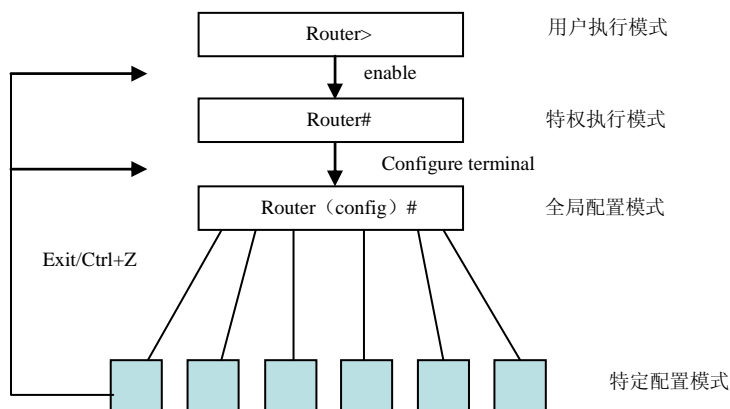 Router>
用户执行模式
enable
Router#
特权执行模式
Configure terminal
Router（config）#
全局配置模式
Exit/Ctrl+Z
特定配置模式